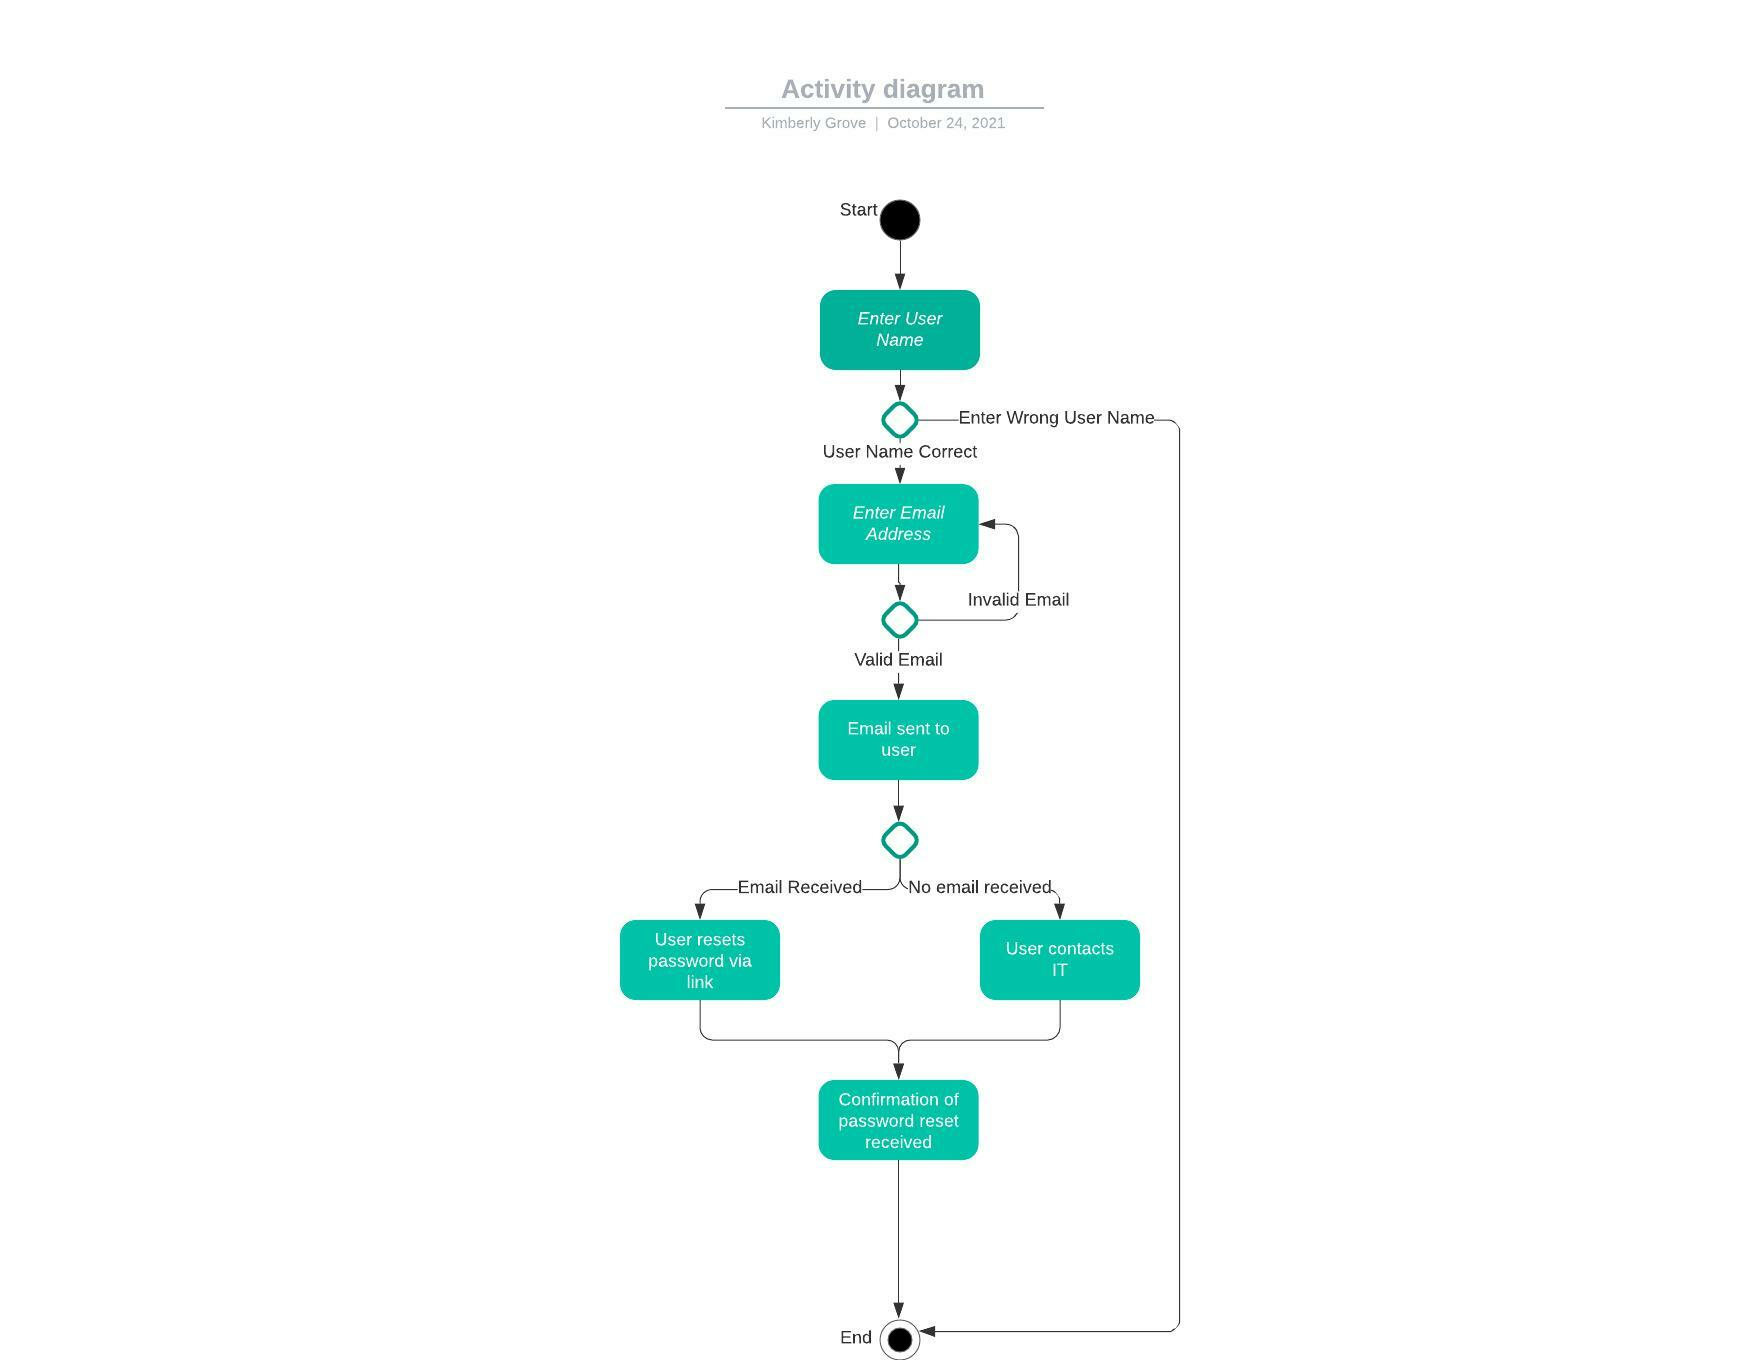 Activity diagram
Kimberly Grove | October 24, 2021
Start
Enter User
Name
Enter Wrong User Name
User Name Correct
Enter Email
Address
Invalid Email
Valid Email
Email sent to
user
Email Received
No email received
User resets
password via
link
User contacts
IT
Confirmation of
password reset
received
End